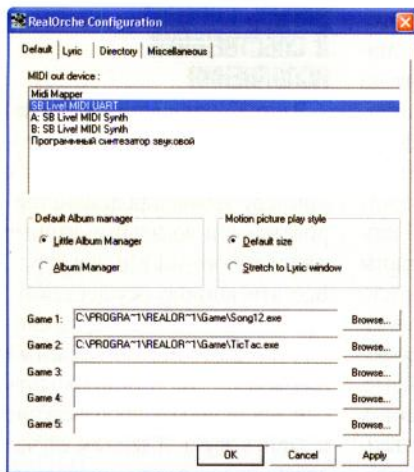 RealOrche Configuration
Default Lyric Directory Miscellaneous
MIDI out device :
Midi Mapper
SB Live! MIDI UART
A: SB Live! MIDI Synth
B: SB Live! MIDI Synth
Программный синтезатор звуковой
Default Album manager
Little Album Manager
Album Manager
Motion picture play style
Default size
Stretch to Lyric window
Game 1: C:\PROGRA~1\REALOR~1\Game\Song12.exe Browse...
Game 2: C:\PROGRA~1\REALOR~1\Game\TicTac.exe Browse...
Game 3: Browse...
Game 4: Browse...
Game 5: Browse...
OK Cancel Apply